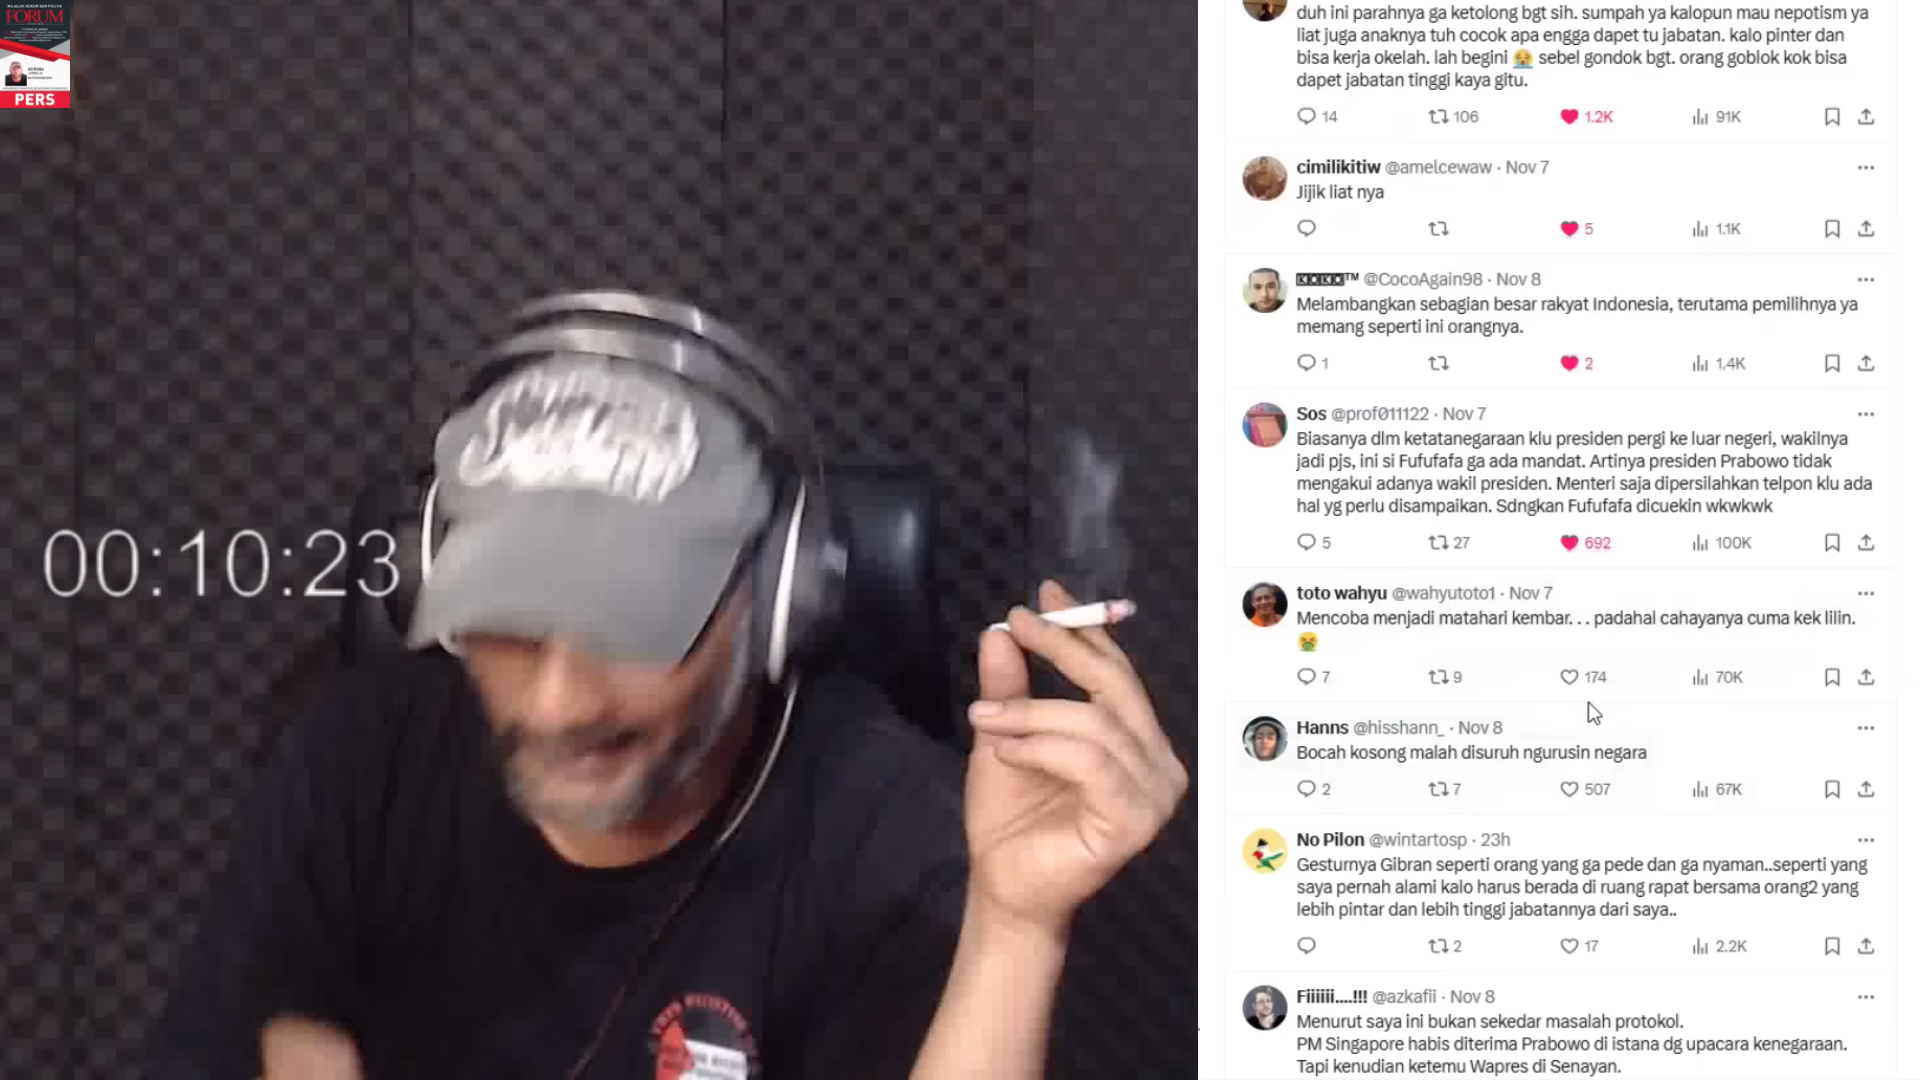 FORUM
PERS
00:10:23
duh ini parahnya ga ketolong bgt sih. sumpah ya kalopun mau nepotism ya
liat juga anaknya tuh cocok apa engga dapet tu jabatan. kalo pinter dan
bisa kerja okelah. lah begini 😭 sebel gondok bgt. orang goblok kok bisa
dapet jabatan tinggi kaya gitu.
14 106 1.2K 91K
cimilikitiw @amelcewaw · Nov 7
Jijik liat nya
5 1.1K
🄺🄾🄺🄾™ @CocoAgain98 · Nov 8
Melambangkan sebagian besar rakyat Indonesia, terutama pemilihnya ya
memang seperti ini orangnya.
1 2 1.4K
Sos @prof011122 · Nov 7
Biasanya dlm ketatanegaraan klu presiden pergi ke luar negeri, wakilnya
jadi pjs, ini si Fufufafa ga ada mandat. Artinya presiden Prabowo tidak
mengakui adanya wakil presiden. Menteri saja dipersilahkan telpon klu ada
hal yg perlu disampaikan. Sdngkan Fufufafa dicuekin wkwkwk
5 27 692 100K
toto wahyu @wahyutoto1 · Nov 7
Mencoba menjadi matahari kembar. . . padahal cahayanya cuma kek lilin.
🤮
7 9 174 70K
Hanns @hisshann_ · Nov 8
Bocah kosong malah disuruh ngurusin negara
2 7 507 67K
No Pilon @wintartosp · 23h
Gesturnya Gibran seperti orang yang ga pede dan ga nyaman..seperti yang
saya pernah alami kalo harus berada di ruang rapat bersama orang2 yang
lebih pintar dan lebih tinggi jabatannya dari saya..
2 17 2.2K
Fiiiiii....!!! @azkafii · Nov 8
Menurut saya ini bukan sekedar masalah protokol.
PM Singapore habis diterima Prabowo di istana dg upacara kenegaraan.
Tapi kenudian ketemu Wapres di Senayan.